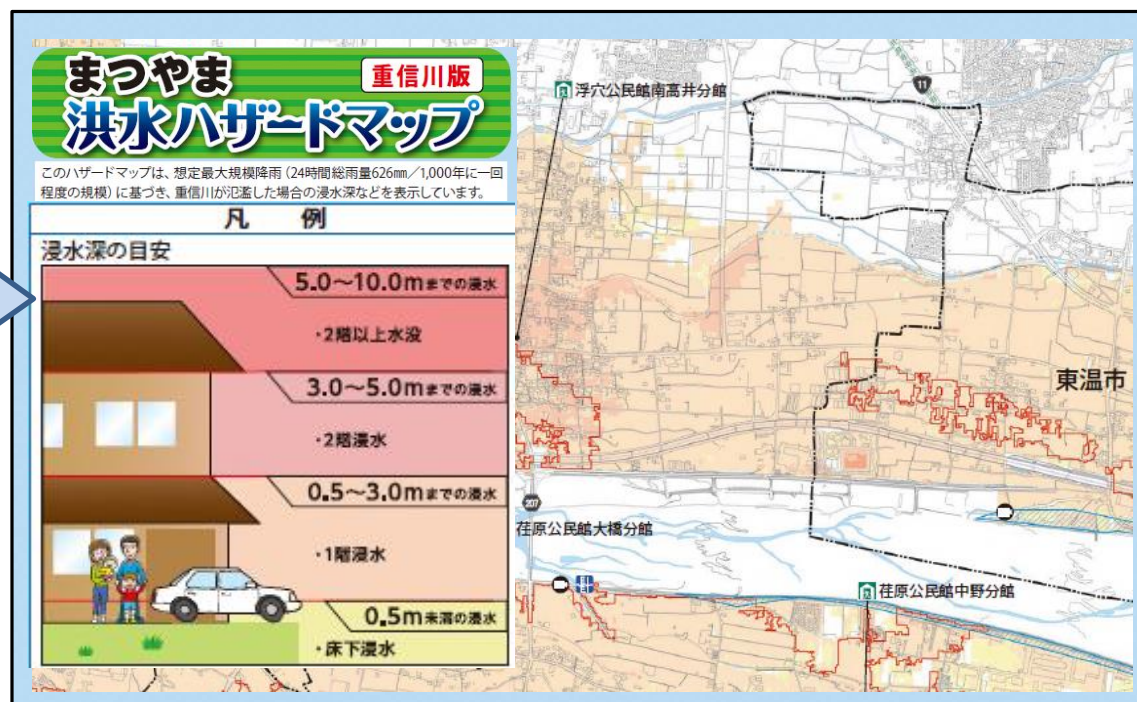 まつやま
重信川版
洪水ハザードマップ
このハザードマップは、想定最大規模降雨（24時間総雨量626㎜／1,000年に一回
程度の規模）に基づき、重信川が氾濫した場合の浸水深などを表示しています。
凡 例
浸水深の目安
5.0～10.0mまでの浸水
・2階以上水没
3.0～5.0mまでの浸水
・2階浸水
0.5～3.0mまでの浸水
・1階浸水
0.5m未満の浸水
・床下浸水
浮穴公民館南高井分館
11
東温市
207
荏原公民館大橋分館
荏原公民館中野分館